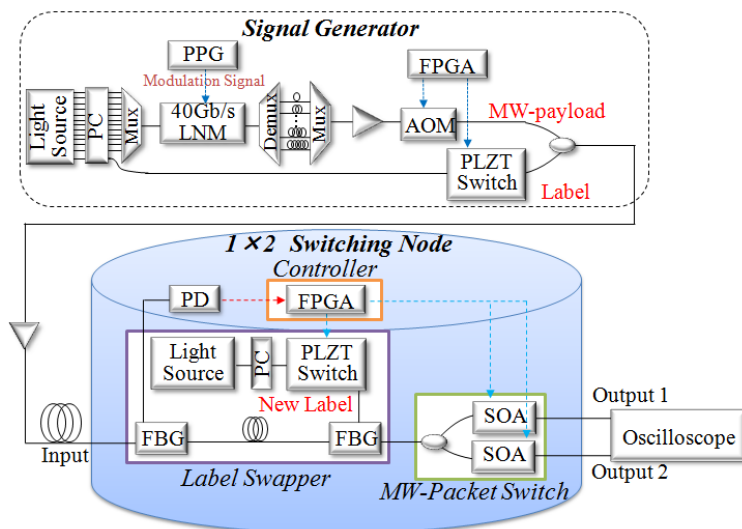 Signal Generator
PPG
Modulation Signal
FPGA
Light
Source
PC
Mux
40Gb/s
LNM
Demux
Mux
AOM
MW-payload
PLZT
Switch
Label
1×2 Switching Node
Controller
PD
FPGA
Light
Source
PC
PLZT
Switch
New Label
FBG
FBG
Input
Label Swapper
SOA
SOA
MW-Packet Switch
Output 1
Output 2
Oscilloscope